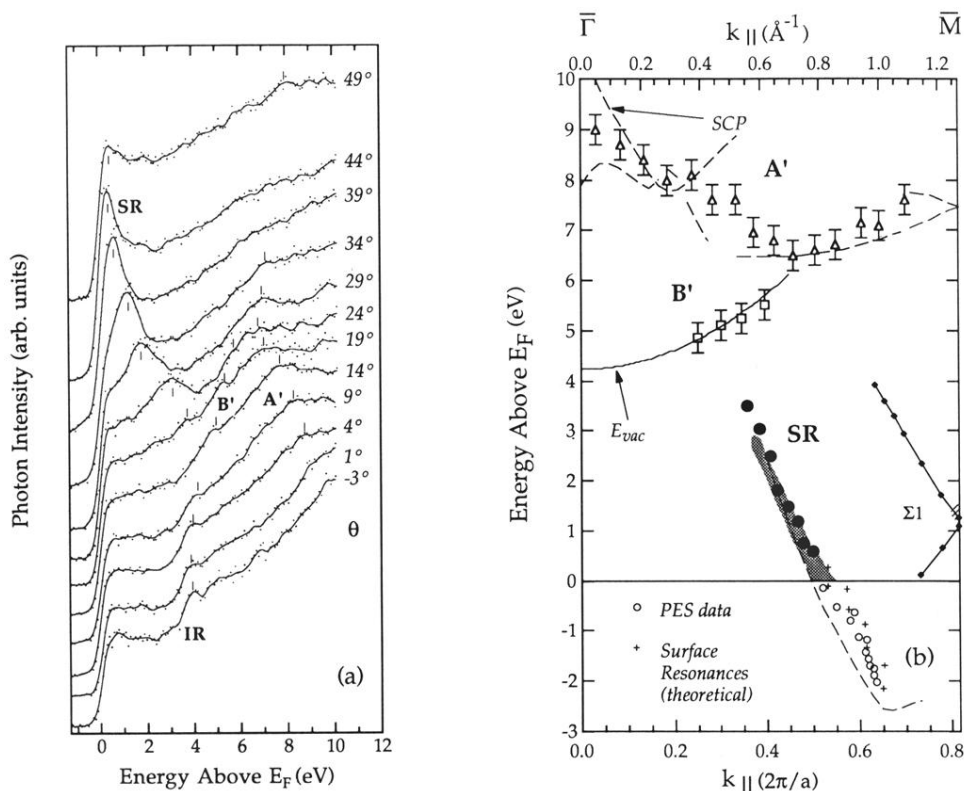 Photon Intensity (arb. units)
49°
44°
SR
39°
34°
29°
24°
19°
B'
A'
14°
9°
4°
1°
-3°
θ
IR
(a)
0 2 4 6 8 10 12
Energy Above E_F (eV)
Γ̅ M̅
k_|| (Å⁻¹)
0.0 0.2 0.4 0.6 0.8 1.0 1.2
Energy Above E_F (eV)
10
9
8
7
6
5
4
3
2
1
0
-1
-2
-3
SCP
A'
B'
E_vac
SR
Σ1
○ PES data
+ Surface
Resonances
(theoretical)
(b)
0.0 0.2 0.4 0.6 0.8
k_|| (2π/a)